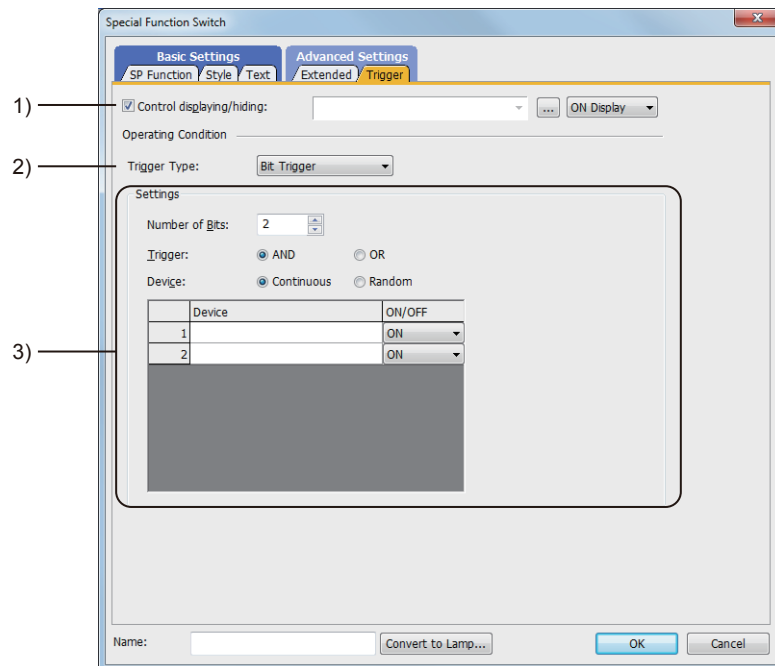 Special Function Switch
Basic Settings Advanced Settings
SP Function Style Text Extended Trigger
1) Control displaying/hiding: ... ON Display
Operating Condition
2) Trigger Type: Bit Trigger
Settings
Number of Bits: 2
Trigger: AND OR
Device: Continuous Random
Device ON/OFF
1 ON
3) 2 ON
Name: Convert to Lamp... OK Cancel